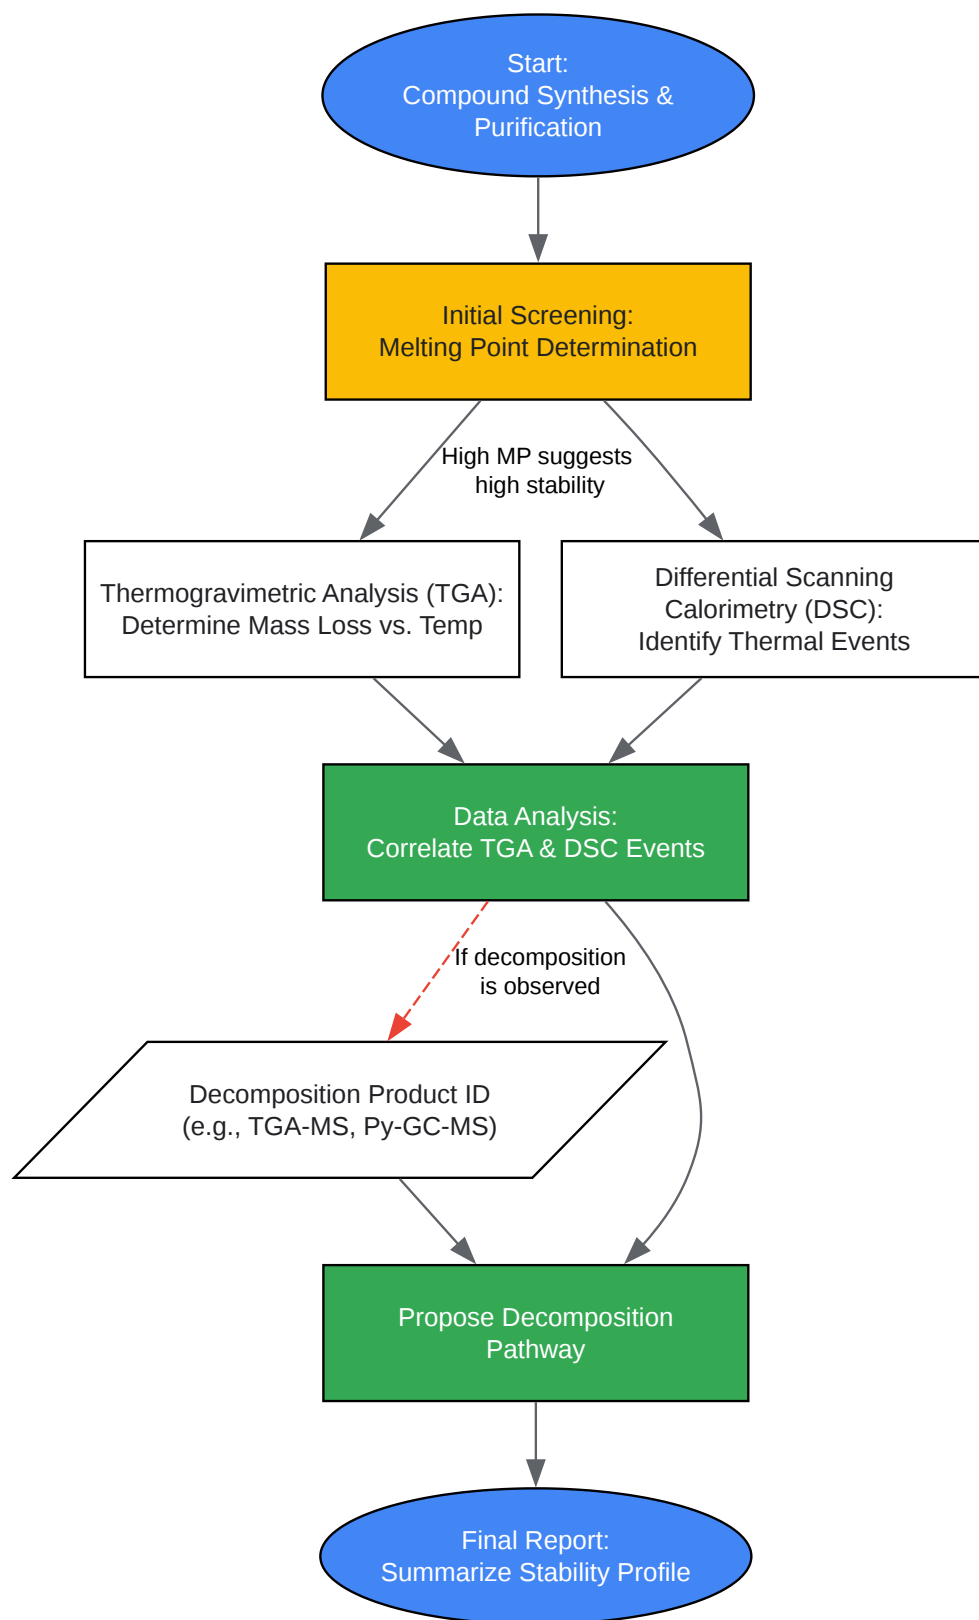 Start:
Compound Synthesis &
Purification
Initial Screening:
Melting Point Determination
High MP suggests
high stability
Thermogravimetric Analysis (TGA):
Determine Mass Loss vs. Temp
Differential Scanning
Calorimetry (DSC):
Identify Thermal Events
Data Analysis:
Correlate TGA & DSC Events
If decomposition
is observed
Decomposition Product ID
(e.g., TGA-MS, Py-GC-MS)
Propose Decomposition
Pathway
Final Report:
Summarize Stability Profile